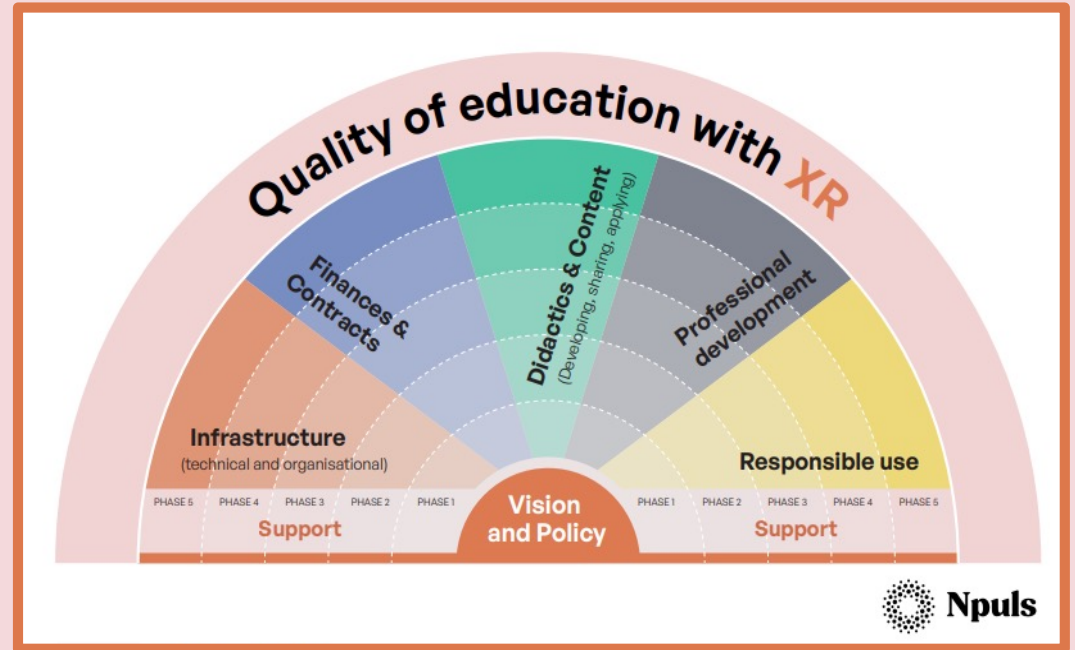 Quality of education with XR
Finances &
Contracts
Didactics & Content
(Developing, sharing, applying)
Professional
development
Infrastructure
(technical and organisational)
Responsible use
PHASE 5 PHASE 4 PHASE 3 PHASE 2 PHASE 1
Support
Vision
and Policy
PHASE 1 PHASE 2 PHASE 3 PHASE 4 PHASE 5
Support
Npuls